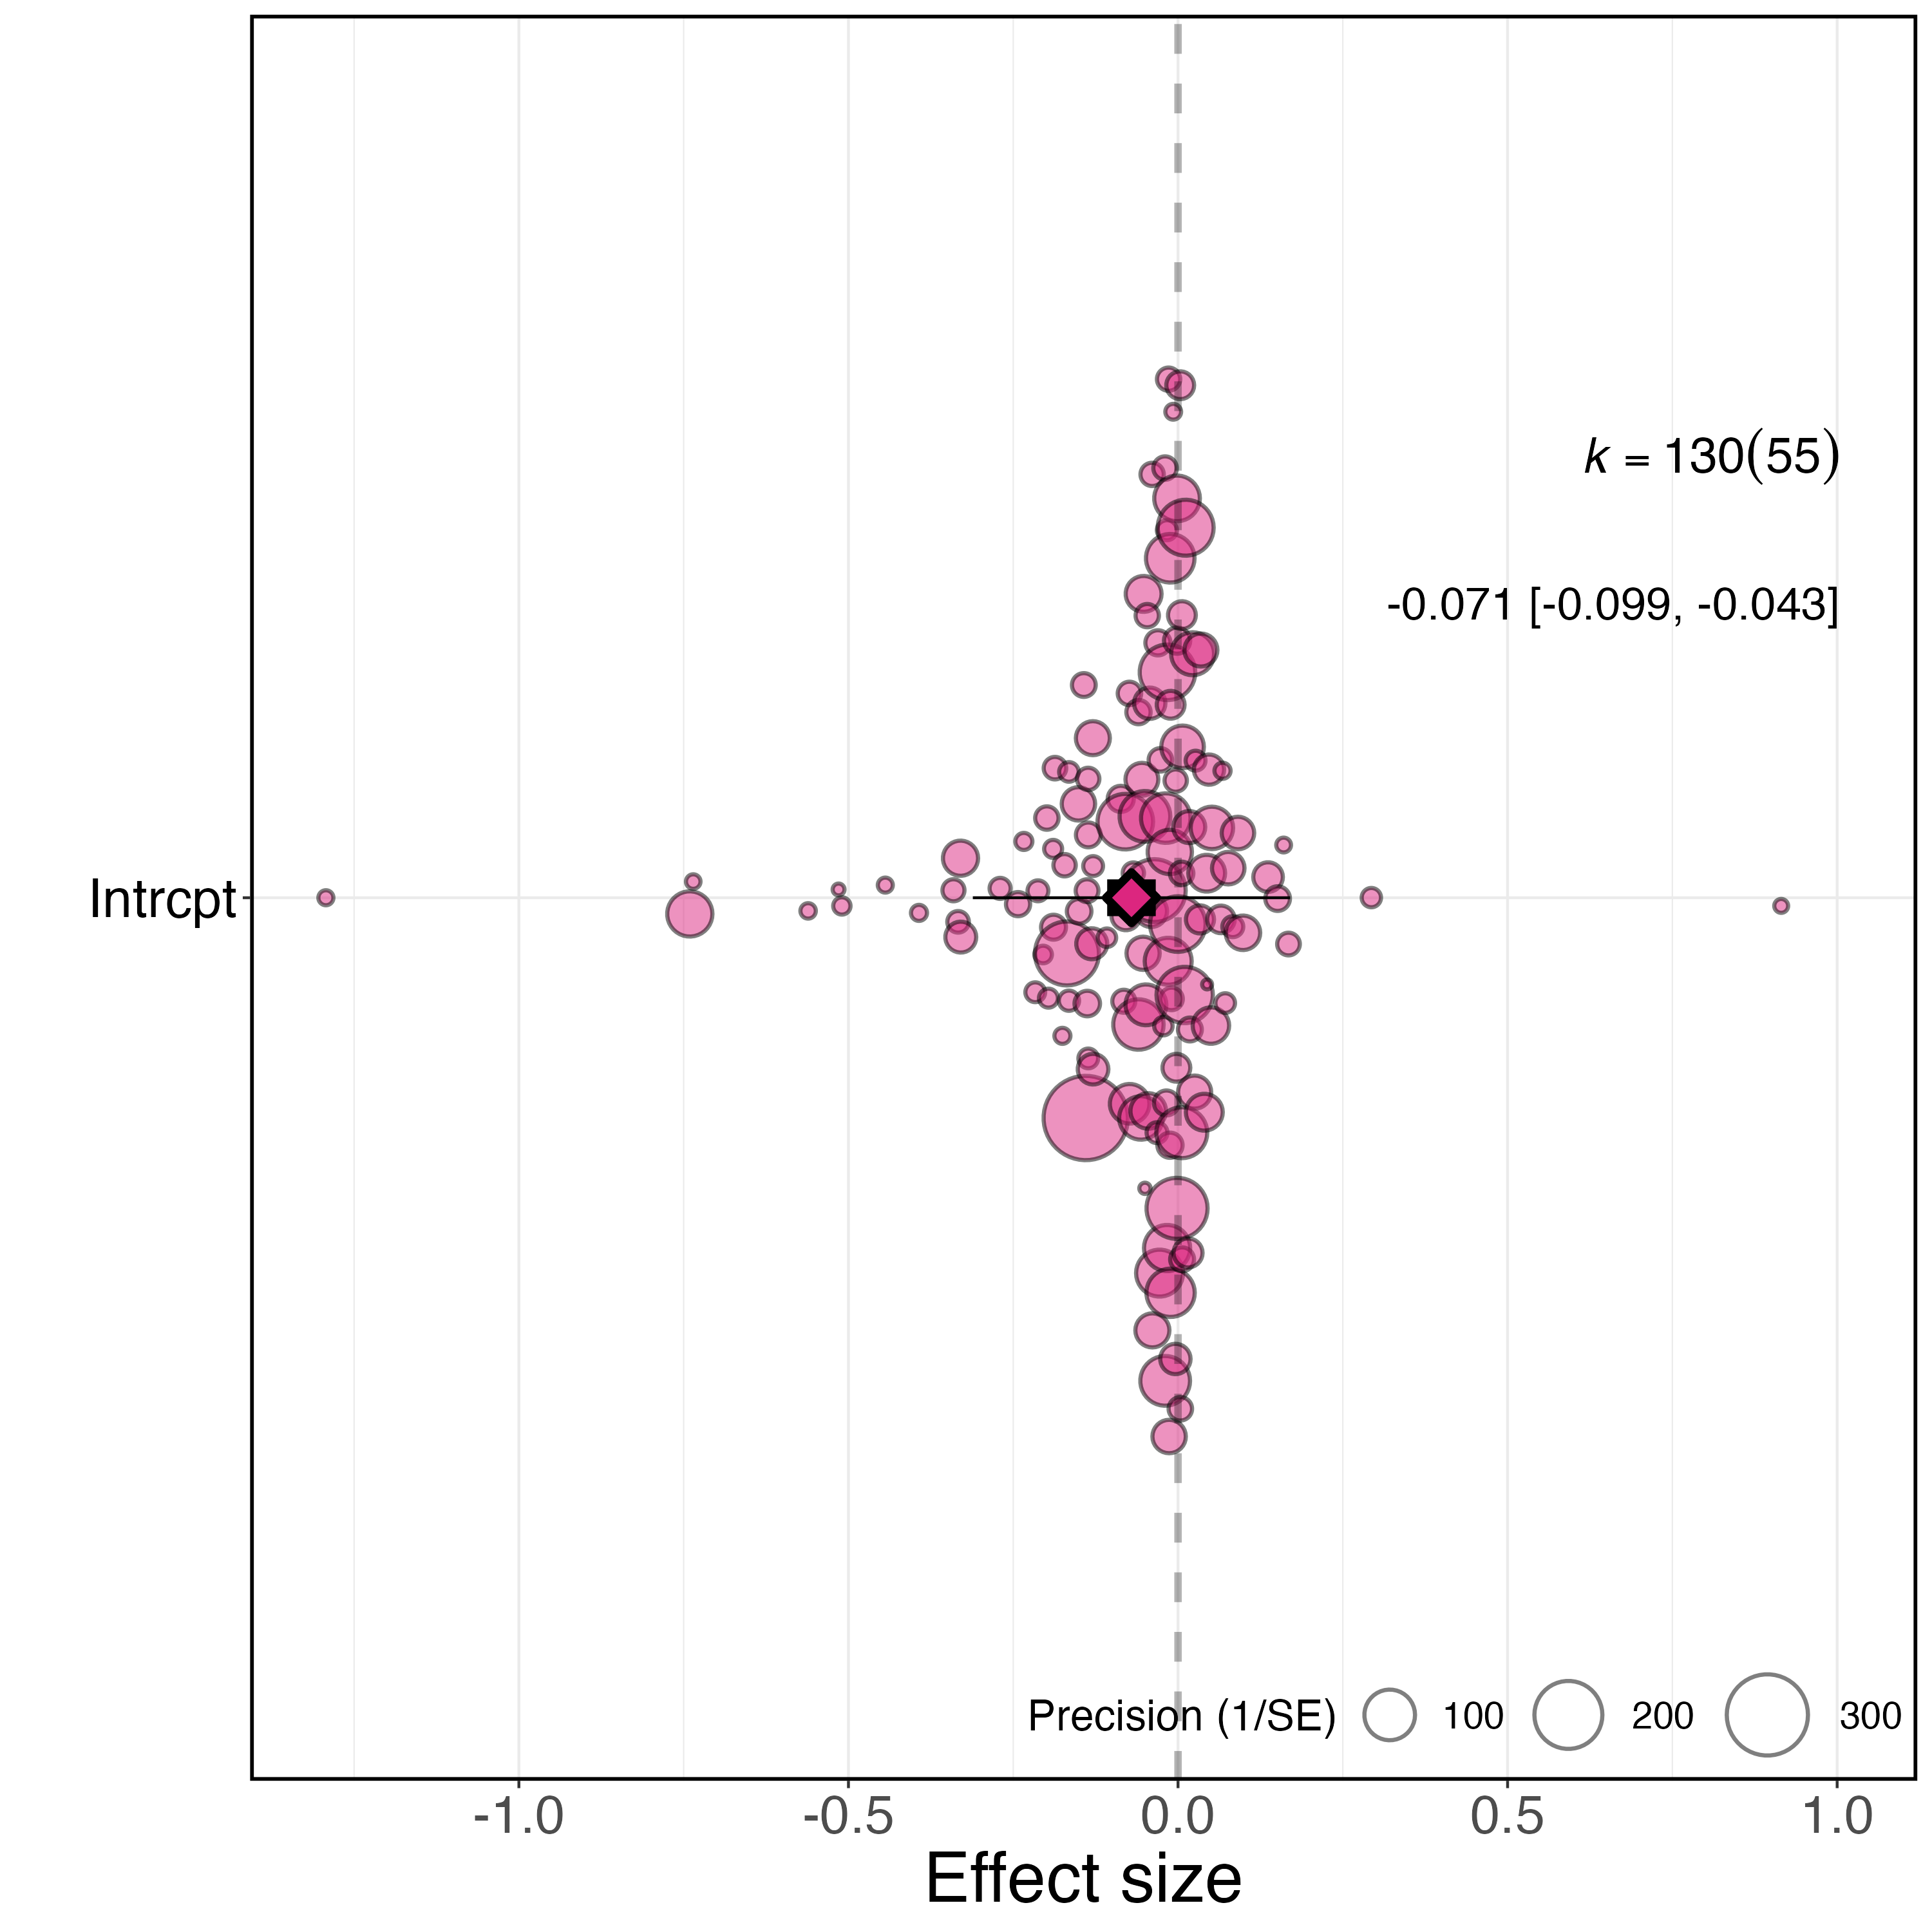 k = 130(55)
-0.071 [-0.099, -0.043]
Intrcpt
Precision (1/SE) 100 200 300
-1.0 -0.5 0.0 0.5 1.0
Effect size